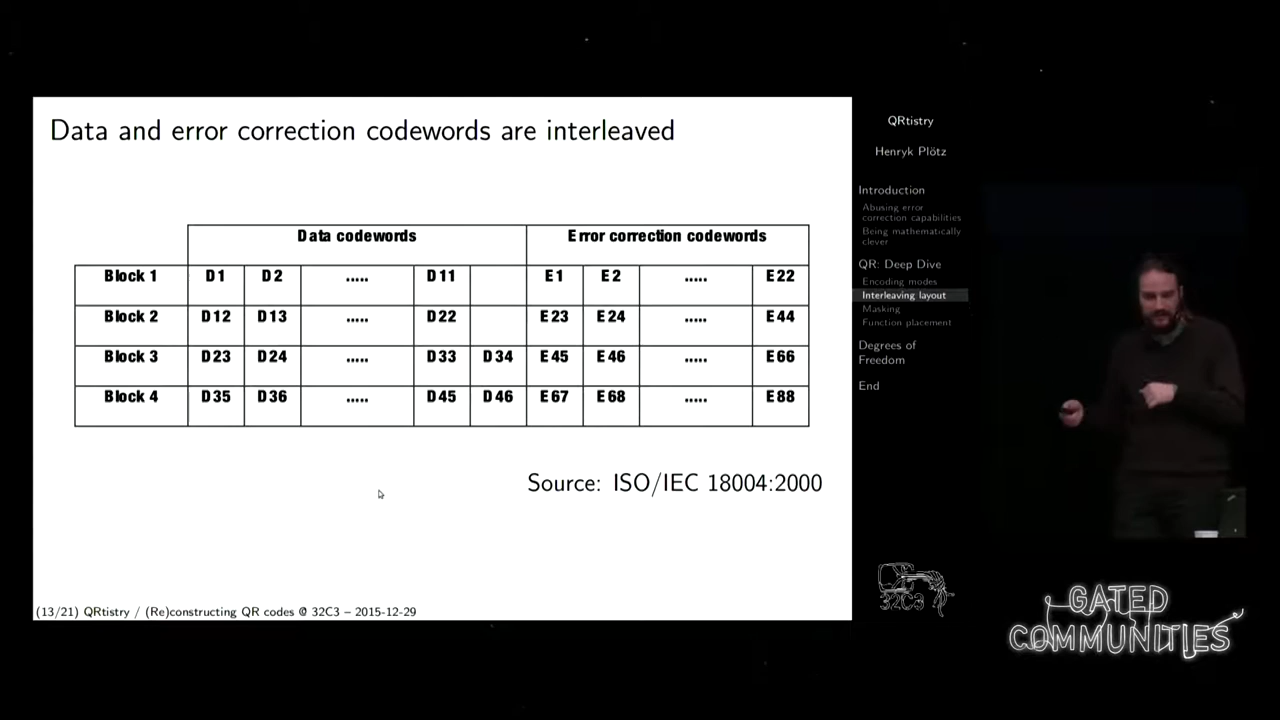 Data and error correction codewords are interleaved
Data codewords Error correction codewords
Block 1 D1 D2 ..... D11 E1 E2 ..... E22
Block 2 D12 D13 ..... D22 E23 E24 ..... E44
Block 3 D23 D24 ..... D33 D34 E45 E46 ..... E66
Block 4 D35 D36 ..... D45 D46 E67 E68 ..... E88
Source: ISO/IEC 18004:2000
(13/21) QRtistry / (Re)constructing QR codes @ 32C3 – 2015-12-29
QRtistry
Henryk Plötz
Introduction
Abusing error
correction capabilities
Being mathematically
clever
QR: Deep Dive
Encoding modes
Interleaving layout
Masking
Function placement
Degrees of
Freedom
End
32C3
GATED
COMMUNITIES